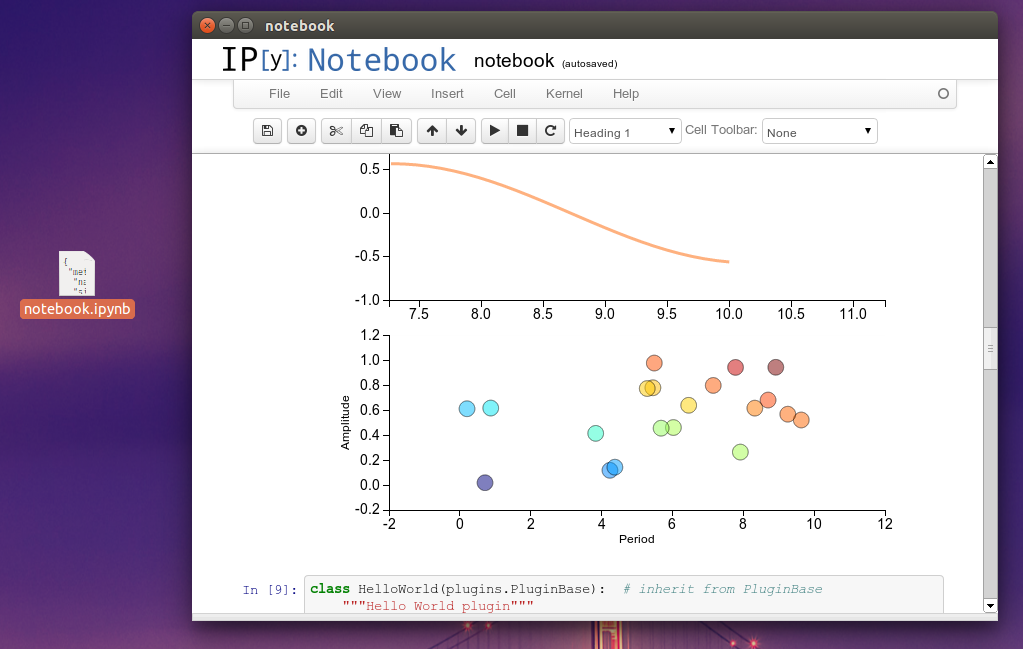 notebook
IP[y]: Notebook notebook (autosaved)
File Edit View Insert Cell Kernel Help
Heading 1 Cell Toolbar: None
0.5
0.0
-0.5
-1.0
7.5 8.0 8.5 9.0 9.5 10.0 10.5 11.0
1.2
1.0
0.8
0.6
0.4
0.2
0.0
-0.2
Amplitude
-2 0 2 4 6 8 10 12
Period
In [9]: class HelloWorld(plugins.PluginBase): # inherit from PluginBase
"""Hello World plugin"""
{
"met
"na
notebook.ipynb